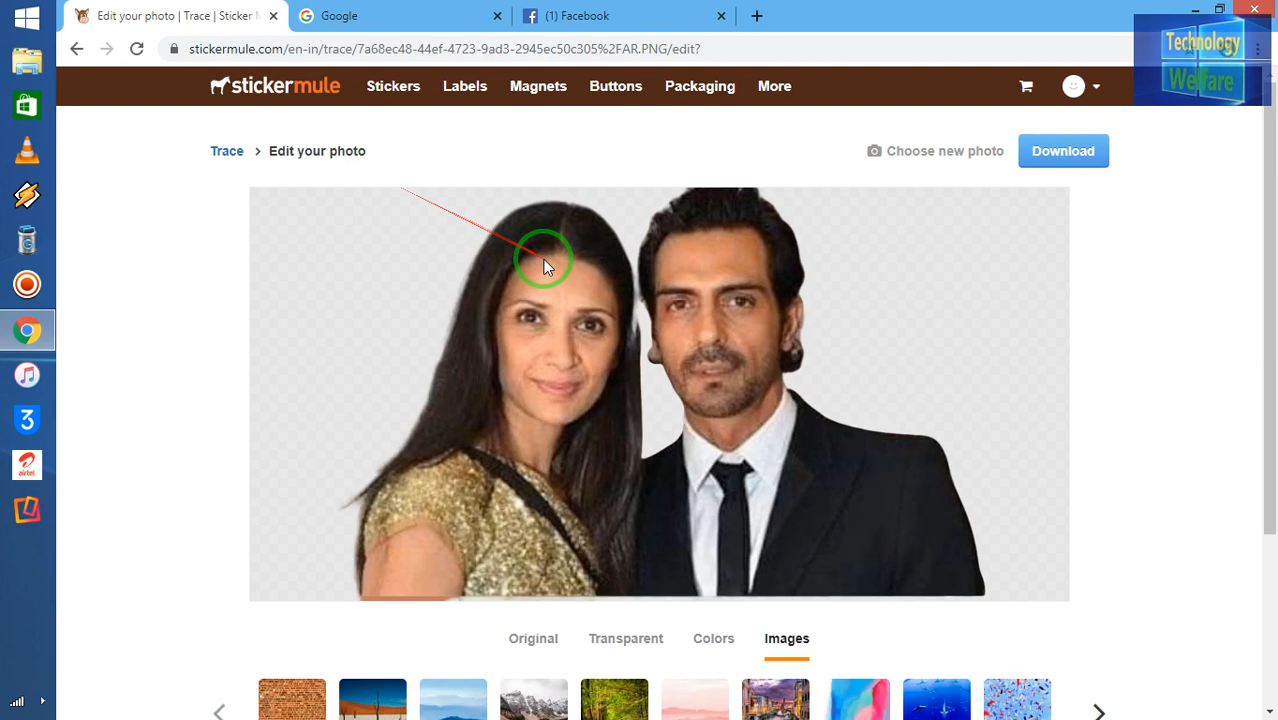 Edit your photo | Trace | Sticker M
Google
(1) Facebook
stickermule.com/en-in/trace/7a68ec48-44ef-4723-9ad3-2945ec50c305%2FAR.PNG/edit?
Technology
Welfare
stickermule
Stickers
Labels
Magnets
Buttons
Packaging
More
Trace > Edit your photo
Choose new photo
Download
3
airtel
Original
Transparent
Colors
Images